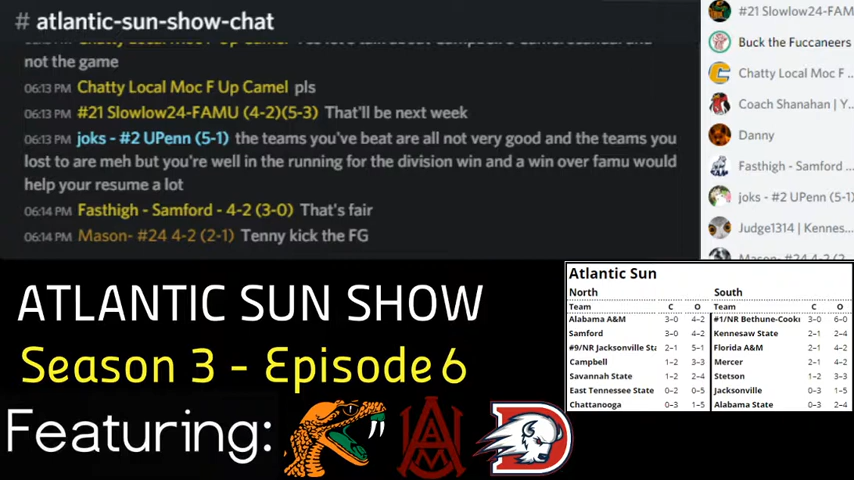 # atlantic-sun-show-chat
not the game
06:13 PM Chatty Local Moc F Up Camel pls
06:13 PM #21 Slowlow24-FAMU (4-2)(5-3) That'll be next week
06:13 PM joks - #2 UPenn (5-1) the teams you've beat are all not very good and the teams you
lost to are meh but you're well in the running for the division win and a win over famu would
help your resume a lot
06:14 PM Fasthigh - Samford - 4-2 (3-0) That's fair
06:14 PM Mason- #24 4-2 (2-1) Tenny kick the FG
#21 Slowlow24-FAM
Buck the Fuccaneers
Chatty Local Moc F ..
Coach Shanahan | Y...
Danny
Fasthigh - Samford ...
joks - #2 UPenn (5-1)
Judge1314 | Kennes...
Mason- #24 4-2 (2
ATLANTIC SUN SHOW
Season 3 - Episode 6
Featuring:
Atlantic Sun
North South
Team C O Team C O
Alabama A&M 3-0 4-2 #1/NR Bethune-Cook 3-0 6-0
Samford 3-0 4-2 Kennesaw State 2-1 2-4
#9/NR Jacksonville Sta 2-1 5-1 Florida A&M 2-1 4-2
Campbell 1-2 3-3 Mercer 2-1 4-2
Savannah State 1-2 2-4 Stetson 1-2 3-3
East Tennessee State 0-2 0-5 Jacksonville 0-3 1-5
Chattanooga 0-3 1-5 Alabama State 0-3 2-4